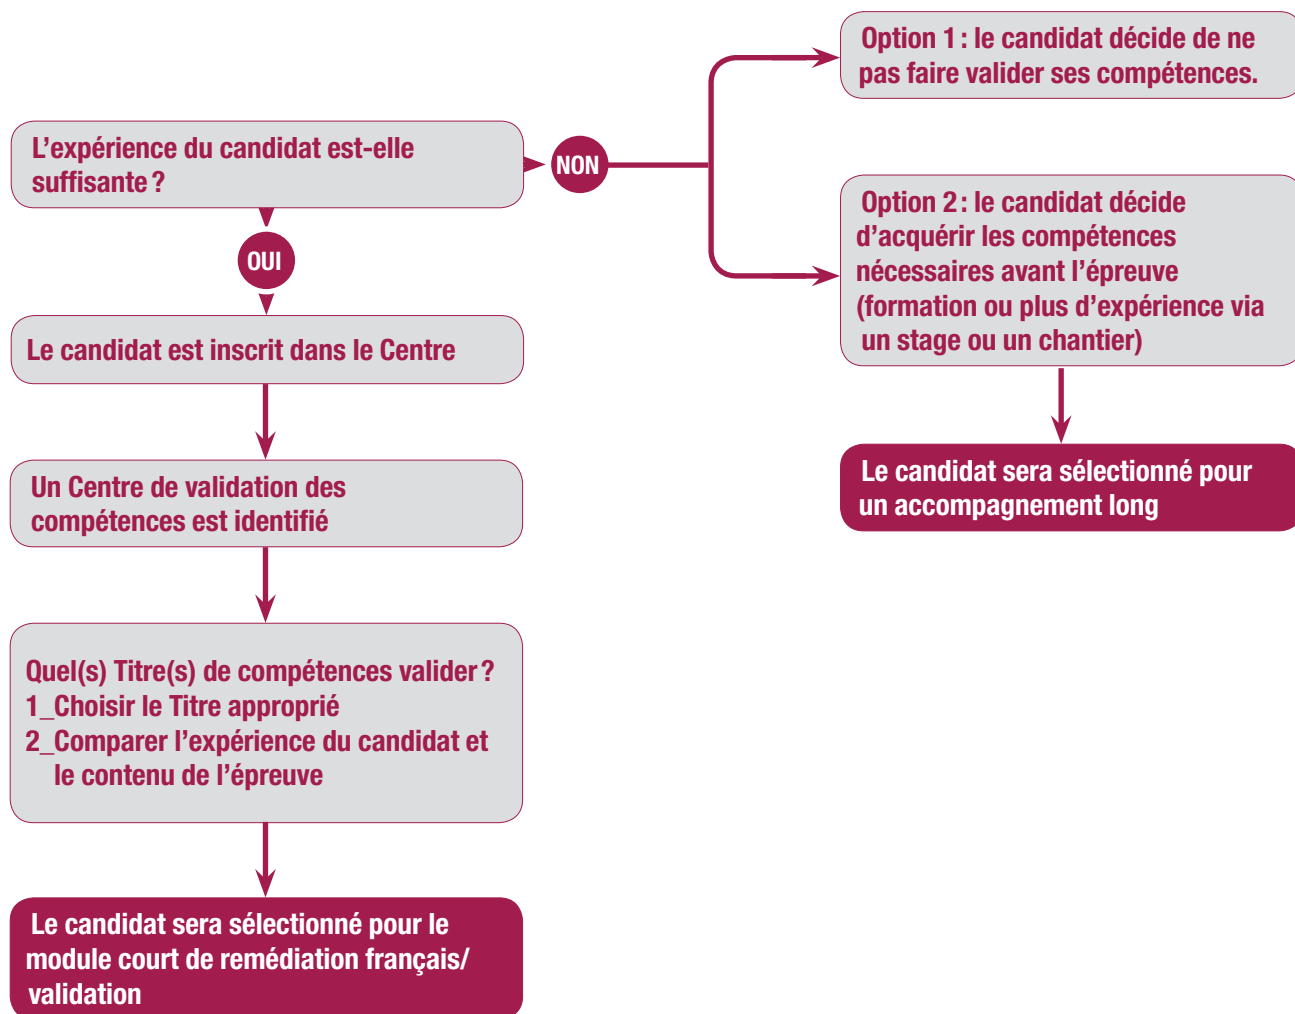 L’expérience du candidat est-elle
suffisante ?
NON
Option 1 : le candidat décide de ne
pas faire valider ses compétences.
Option 2 : le candidat décide
d’acquérir les compétences
nécessaires avant l’épreuve
(formation ou plus d’expérience via
un stage ou un chantier)
Le candidat sera sélectionné pour
un accompagnement long
OUI
Le candidat est inscrit dans le Centre
Un Centre de validation des
compétences est identifié
Quel(s) Titre(s) de compétences valider ?
1_Choisir le Titre approprié
2_Comparer l’expérience du candidat et
le contenu de l’épreuve
Le candidat sera sélectionné pour le
module court de remédiation français/
validation